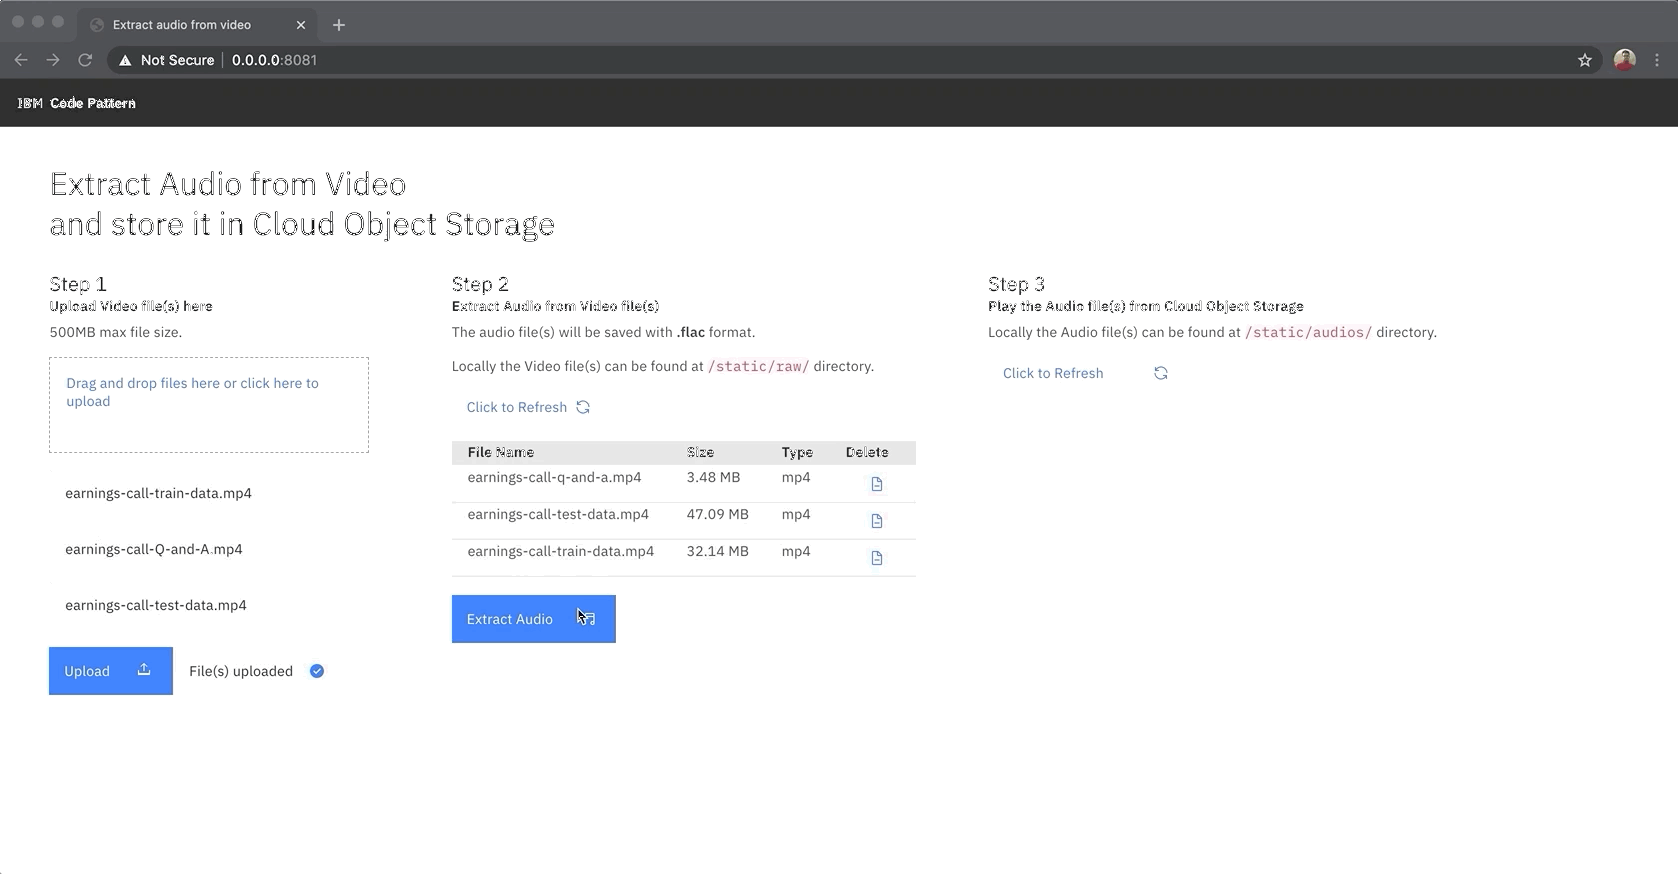 Extract audio from video
Not Secure 0.0.0.0:8081
IBM Code Pattern
Extract Audio from Video
and store it in Cloud Object Storage
Step 1
Upload Video file(s) here
500MB max file size.
Drag and drop files here or click here to
upload
earnings-call-train-data.mp4
earnings-call-Q-and-A.mp4
earnings-call-test-data.mp4
Upload
File(s) uploaded
Step 2
Extract Audio from Video file(s)
The audio file(s) will be saved with .flac format.
Locally the Video file(s) can be found at /static/raw/ directory.
Click to Refresh
File Name Size Type Delete
earnings-call-q-and-a.mp4 3.48 MB mp4
earnings-call-test-data.mp4 47.09 MB mp4
earnings-call-train-data.mp4 32.14 MB mp4
Extract Audio
Step 3
Play the Audio file(s) from Cloud Object Storage
Locally the Audio file(s) can be found at /static/audios/ directory.
Click to Refresh